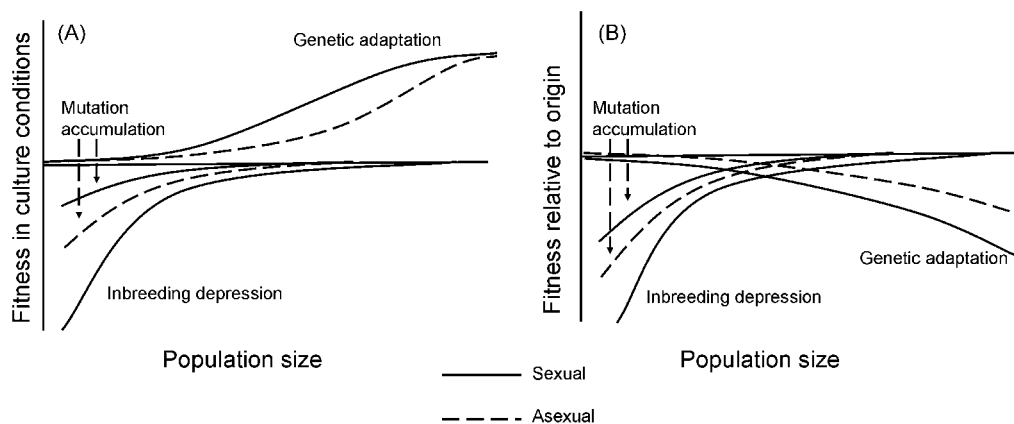 (A)
Genetic adaptation
Mutation
accumulation
Inbreeding depression
Fitness in culture conditions
Population size
(B)
Mutation
accumulation
Genetic adaptation
Inbreeding depression
Fitness relative to origin
Population size
Sexual
Asexual